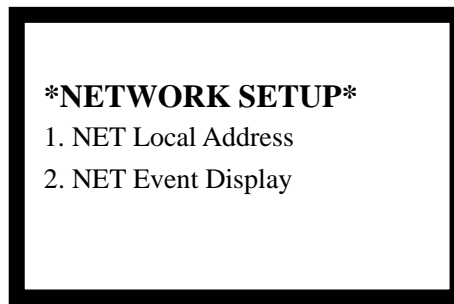 *NETWORK SETUP*
1. NET Local Address
2. NET Event Display